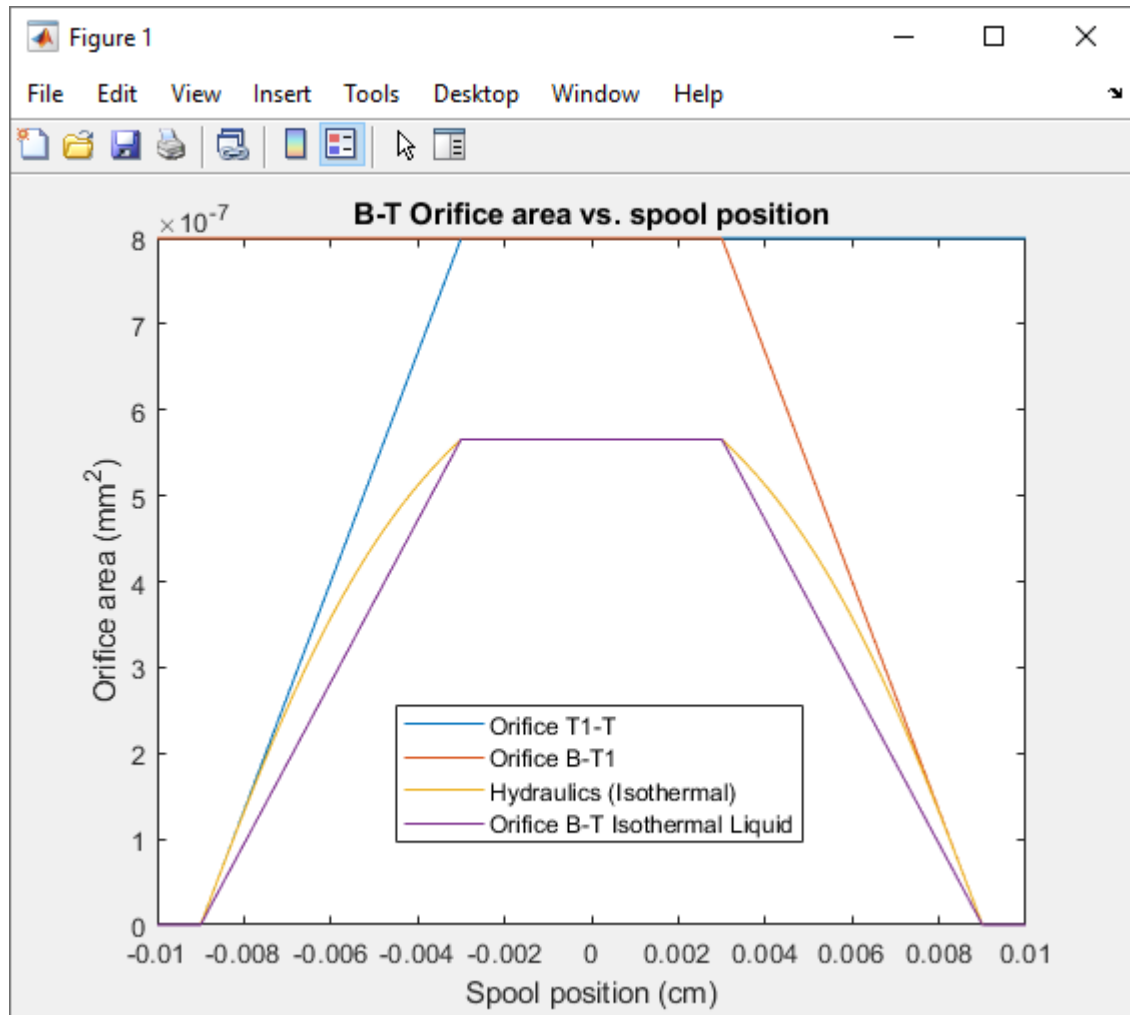 Figure 1
File Edit View Insert Tools Desktop Window Help
×10-7
B-T Orifice area vs. spool position
8
7
6
5
4
3
2
1
0
Orifice area (mm2)
Orifice T1-T
Orifice B-T1
Hydraulics (Isothermal)
Orifice B-T Isothermal Liquid
-0.01 -0.008 -0.006 -0.004 -0.002 0 0.002 0.004 0.006 0.008 0.01
Spool position (cm)